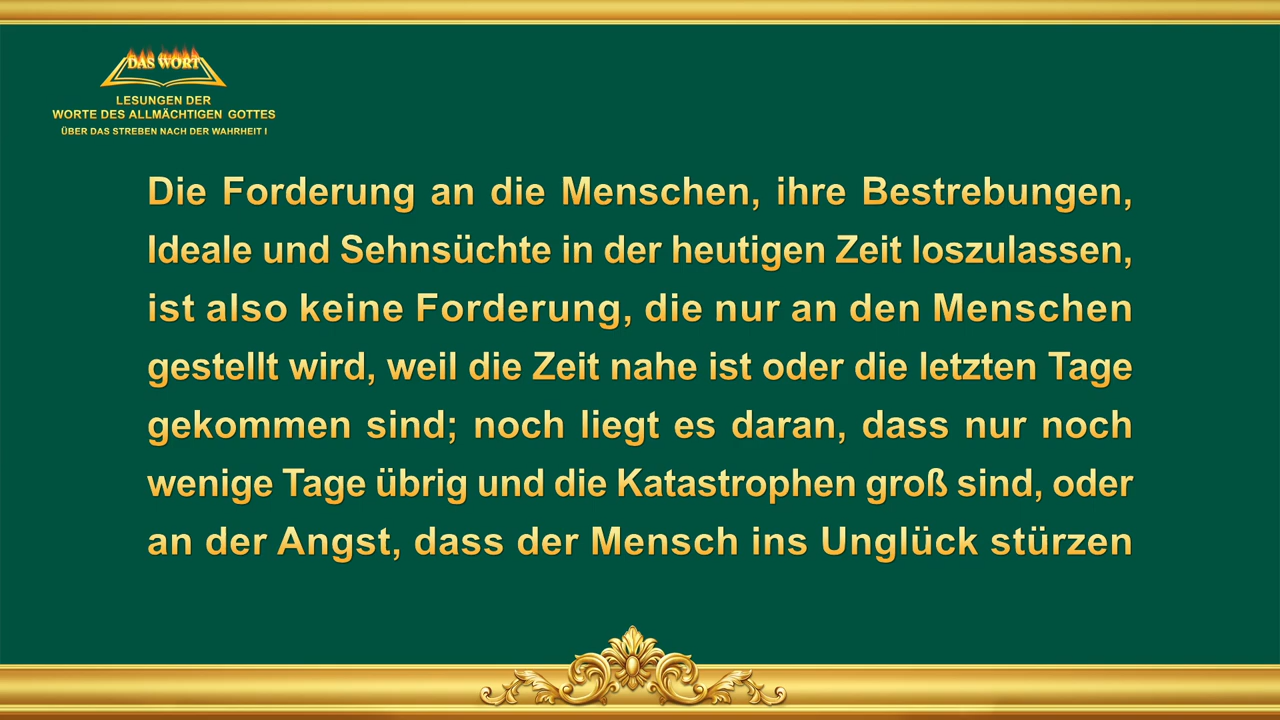 DAS WORT
LESUNGEN DER
WORTE DES ALLMÄCHTIGEN GOTTES
ÜBER DAS STREBEN NACH DER WAHRHEIT I
Die Forderung an die Menschen, ihre Bestrebungen,
Ideale und Sehnsüchte in der heutigen Zeit loszulassen,
ist also keine Forderung, die nur an den Menschen
gestellt wird, weil die Zeit nahe ist oder die letzten Tage
gekommen sind; noch liegt es daran, dass nur noch
wenige Tage übrig und die Katastrophen groß sind, oder
an der Angst, dass der Mensch ins Unglück stürzen